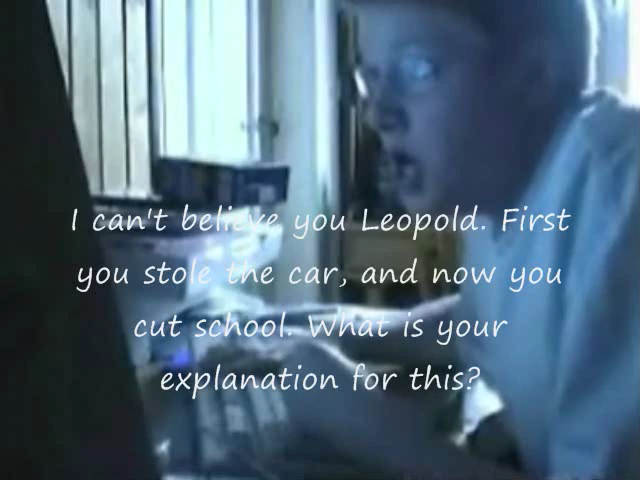 I can't believe you Leopold. First
you stole the car, and now you
cut school. What is your
explanation for this?